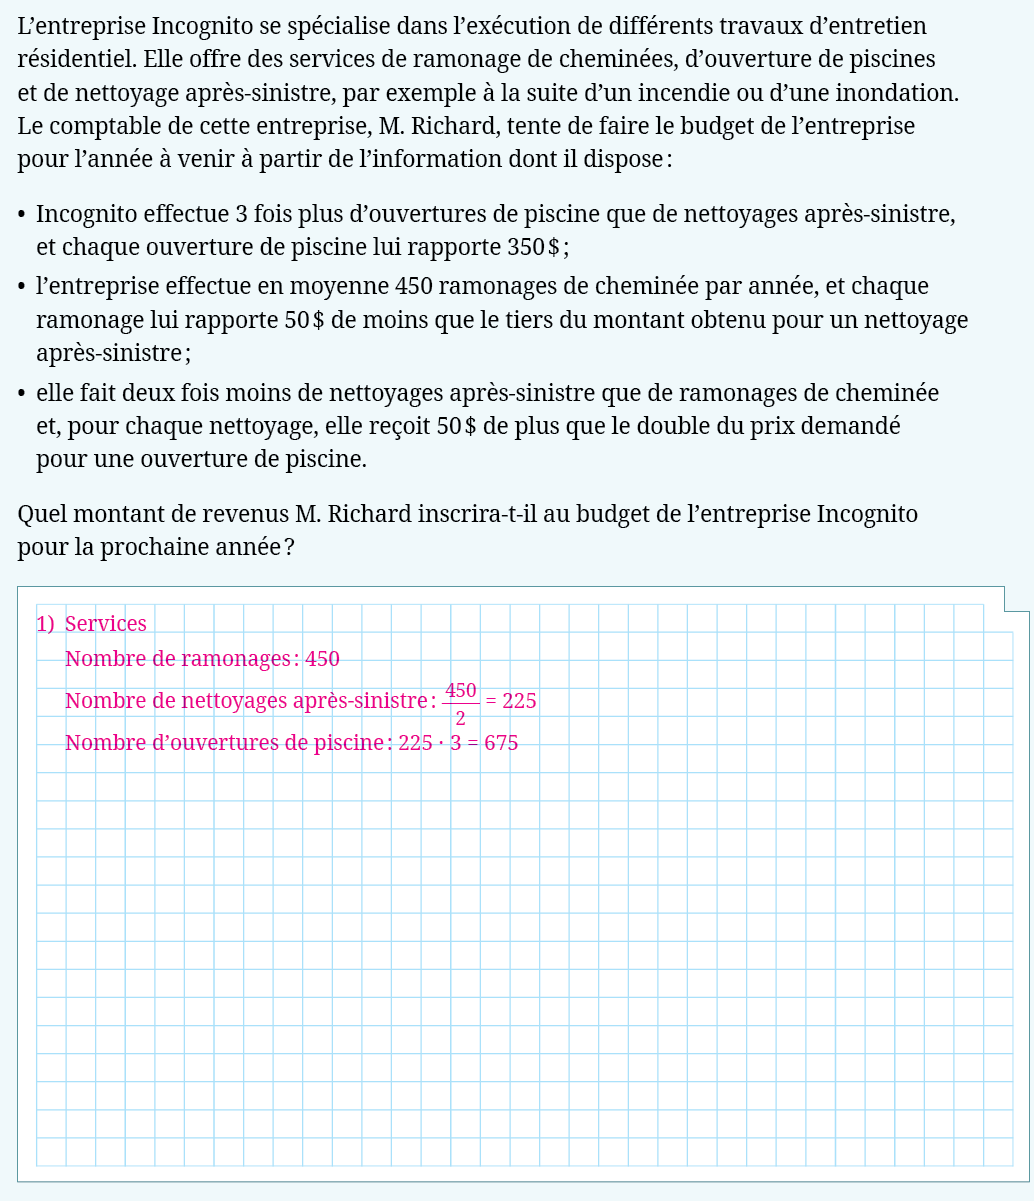 L’entreprise Incognito se spécialise dans l’exécution de différents travaux d’entretien
résidentiel. Elle offre des services de ramonage de cheminées, d’ouverture de piscines
et de nettoyage après-sinistre, par exemple à la suite d’un incendie ou d’une inondation.
Le comptable de cette entreprise, M. Richard, tente de faire le budget de l’entreprise
pour l’année à venir à partir de l’information dont il dispose :
• Incognito effectue 3 fois plus d’ouvertures de piscine que de nettoyages après-sinistre,
et chaque ouverture de piscine lui rapporte 350 $ ;
• l’entreprise effectue en moyenne 450 ramonages de cheminée par année, et chaque
ramonage lui rapporte 50 $ de moins que le tiers du montant obtenu pour un nettoyage
après-sinistre ;
• elle fait deux fois moins de nettoyages après-sinistre que de ramonages de cheminée
et, pour chaque nettoyage, elle reçoit 50 $ de plus que le double du prix demandé
pour une ouverture de piscine.
Quel montant de revenus M. Richard inscrira-t-il au budget de l’entreprise Incognito
pour la prochaine année ?
1) Services
Nombre de ramonages : 450
Nombre de nettoyages après-sinistre : 450/2 = 225
Nombre d’ouvertures de piscine : 225 · 3 = 675